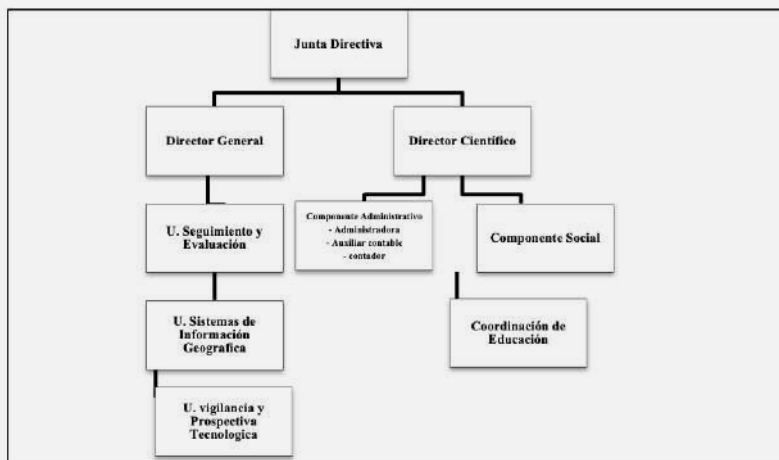 Junta Directiva
Director General
Director Científico
Componente Administrativo
- Administradora
- Auxiliar contable
- contador
Componente Social
U. Seguimiento y
Evaluación
U. Sistemas de
Información
Geografica
Coordinación de
Educación
U. vigilancia y
Prospectiva
Tecnologica